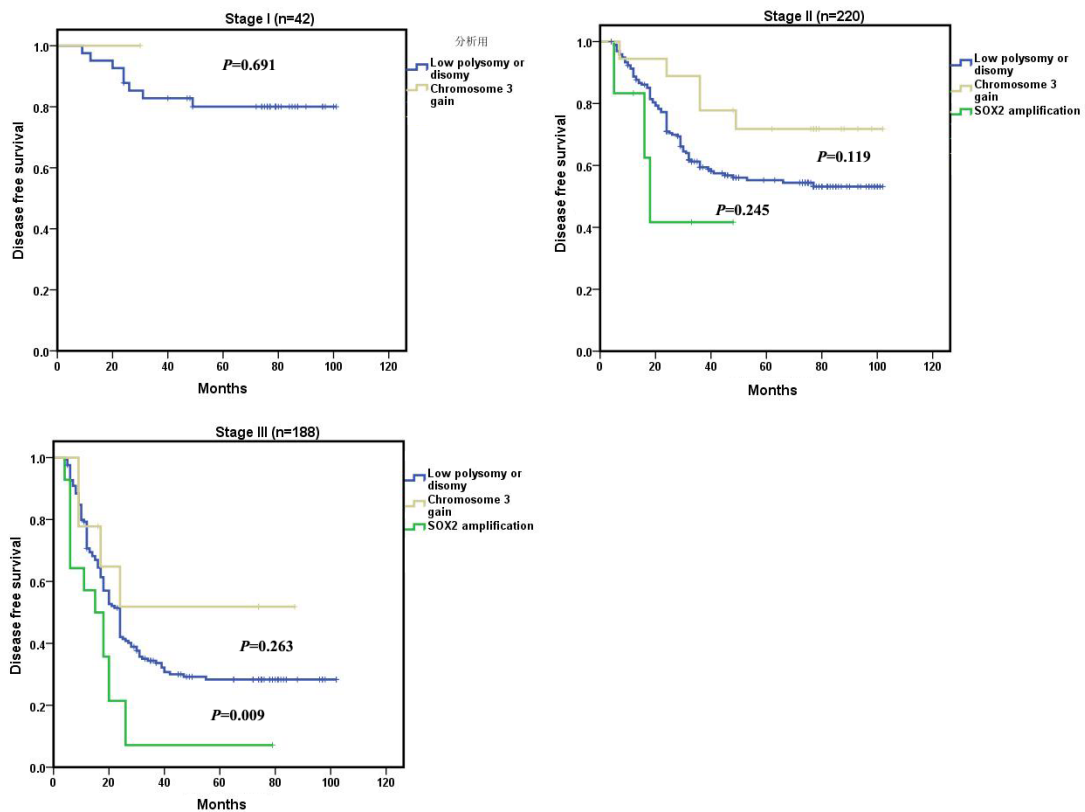 Stage I (n=42)
分析用
Low polysomy or
disomy
Chromosome 3
gain
P=0.691
Disease free survival
1.0
0.8
0.6
0.4
0.2
0.0
0 20 40 60 80 100 120
Months
Stage II (n=220)
Low polysomy or
disomy
Chromosome 3
gain
SOX2 amplification
P=0.119
P=0.245
Disease free survival
1.0
0.8
0.6
0.4
0.2
0.0
0 20 40 60 80 100 120
Months
Stage III (n=188)
Low polysomy or
disomy
Chromosome 3
gain
SOX2 amplification
P=0.263
P=0.009
Disease free survival
1.0
0.8
0.6
0.4
0.2
0.0
0 20 40 60 80 100 120
Months